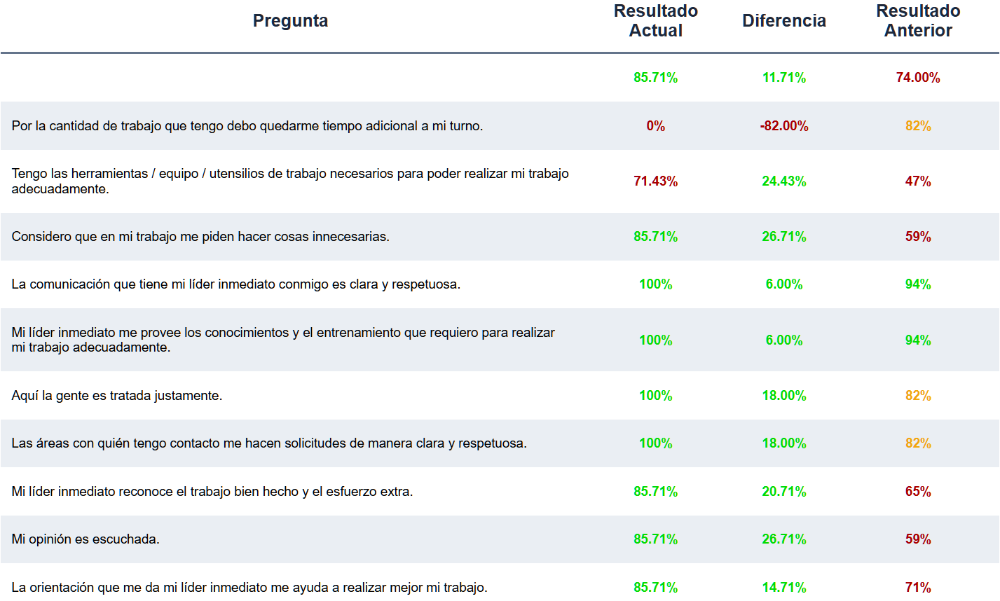 Pregunta
Resultado Actual
Diferencia
Resultado Anterior
85.71% 11.71% 74.00%
Por la cantidad de trabajo que tengo debo quedarme tiempo adicional a mi turno. 0% -82.00% 82%
Tengo las herramientas / equipo / utensilios de trabajo necesarios para poder realizar mi trabajo
adecuadamente. 71.43% 24.43% 47%
Considero que en mi trabajo me piden hacer cosas innecesarias. 85.71% 26.71% 59%
La comunicación que tiene mi líder inmediato conmigo es clara y respetuosa. 100% 6.00% 94%
Mi líder inmediato me provee los conocimientos y el entrenamiento que requiero para realizar
mi trabajo adecuadamente. 100% 6.00% 94%
Aquí la gente es tratada justamente. 100% 18.00% 82%
Las áreas con quién tengo contacto me hacen solicitudes de manera clara y respetuosa. 100% 18.00% 82%
Mi líder inmediato reconoce el trabajo bien hecho y el esfuerzo extra. 85.71% 20.71% 65%
Mi opinión es escuchada. 85.71% 26.71% 59%
La orientación que me da mi líder inmediato me ayuda a realizar mejor mi trabajo. 85.71% 14.71% 71%